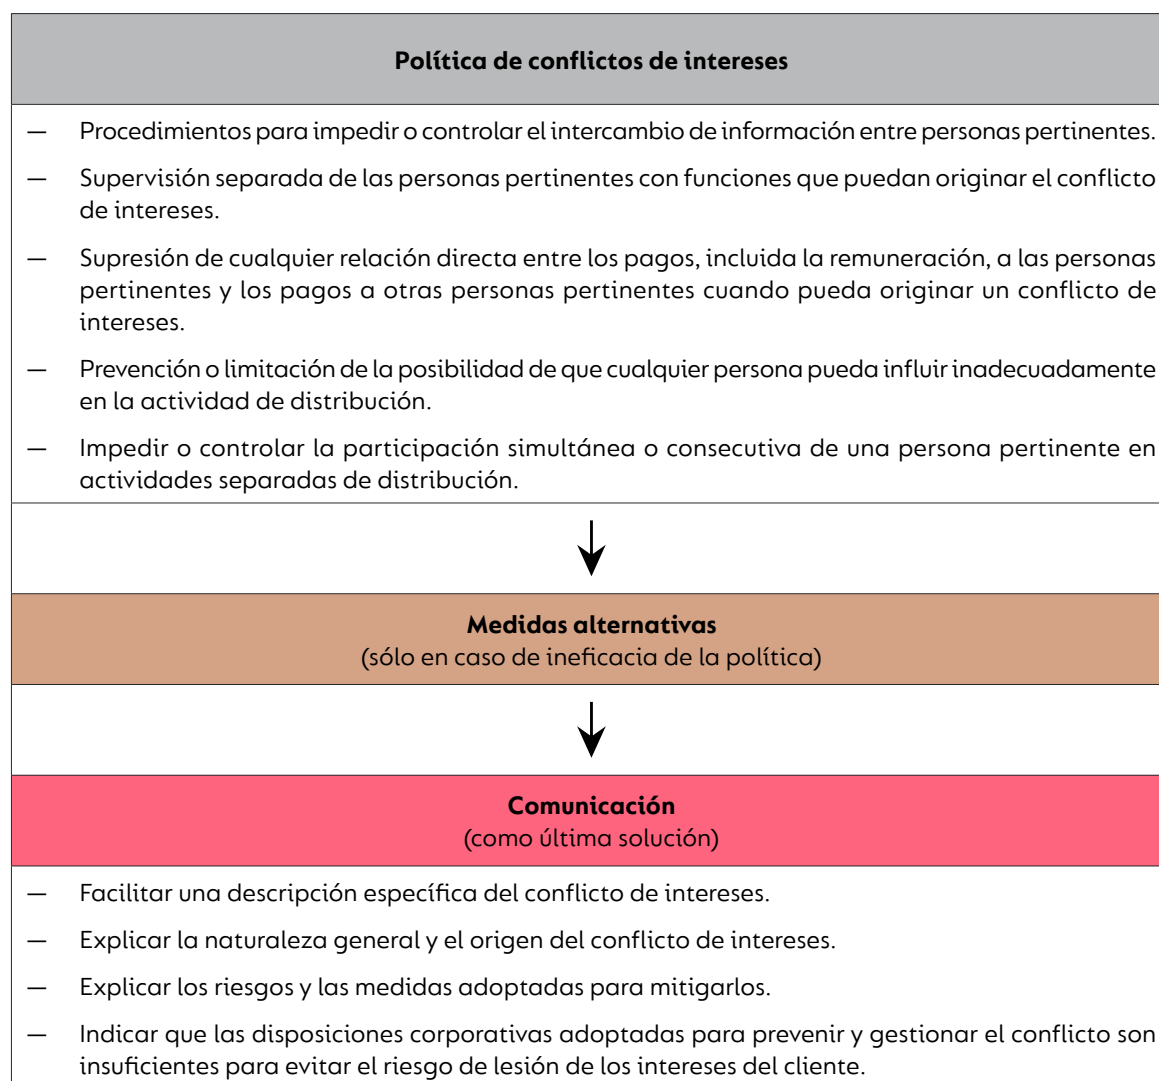 Política de conflictos de intereses
— Procedimientos para impedir o controlar el intercambio de información entre personas pertinentes.
— Supervisión separada de las personas pertinentes con funciones que puedan originar el conflicto
de intereses.
— Supresión de cualquier relación directa entre los pagos, incluida la remuneración, a las personas
pertinentes y los pagos a otras personas pertinentes cuando pueda originar un conflicto de
intereses.
— Prevención o limitación de la posibilidad de que cualquier persona pueda influir inadecuadamente
en la actividad de distribución.
— Impedir o controlar la participación simultánea o consecutiva de una persona pertinente en
actividades separadas de distribución.
Medidas alternativas
(sólo en caso de ineficacia de la política)
Comunicación
(como última solución)
— Facilitar una descripción específica del conflicto de intereses.
— Explicar la naturaleza general y el origen del conflicto de intereses.
— Explicar los riesgos y las medidas adoptadas para mitigarlos.
— Indicar que las disposiciones corporativas adoptadas para prevenir y gestionar el conflicto son
insuficientes para evitar el riesgo de lesión de los intereses del cliente.